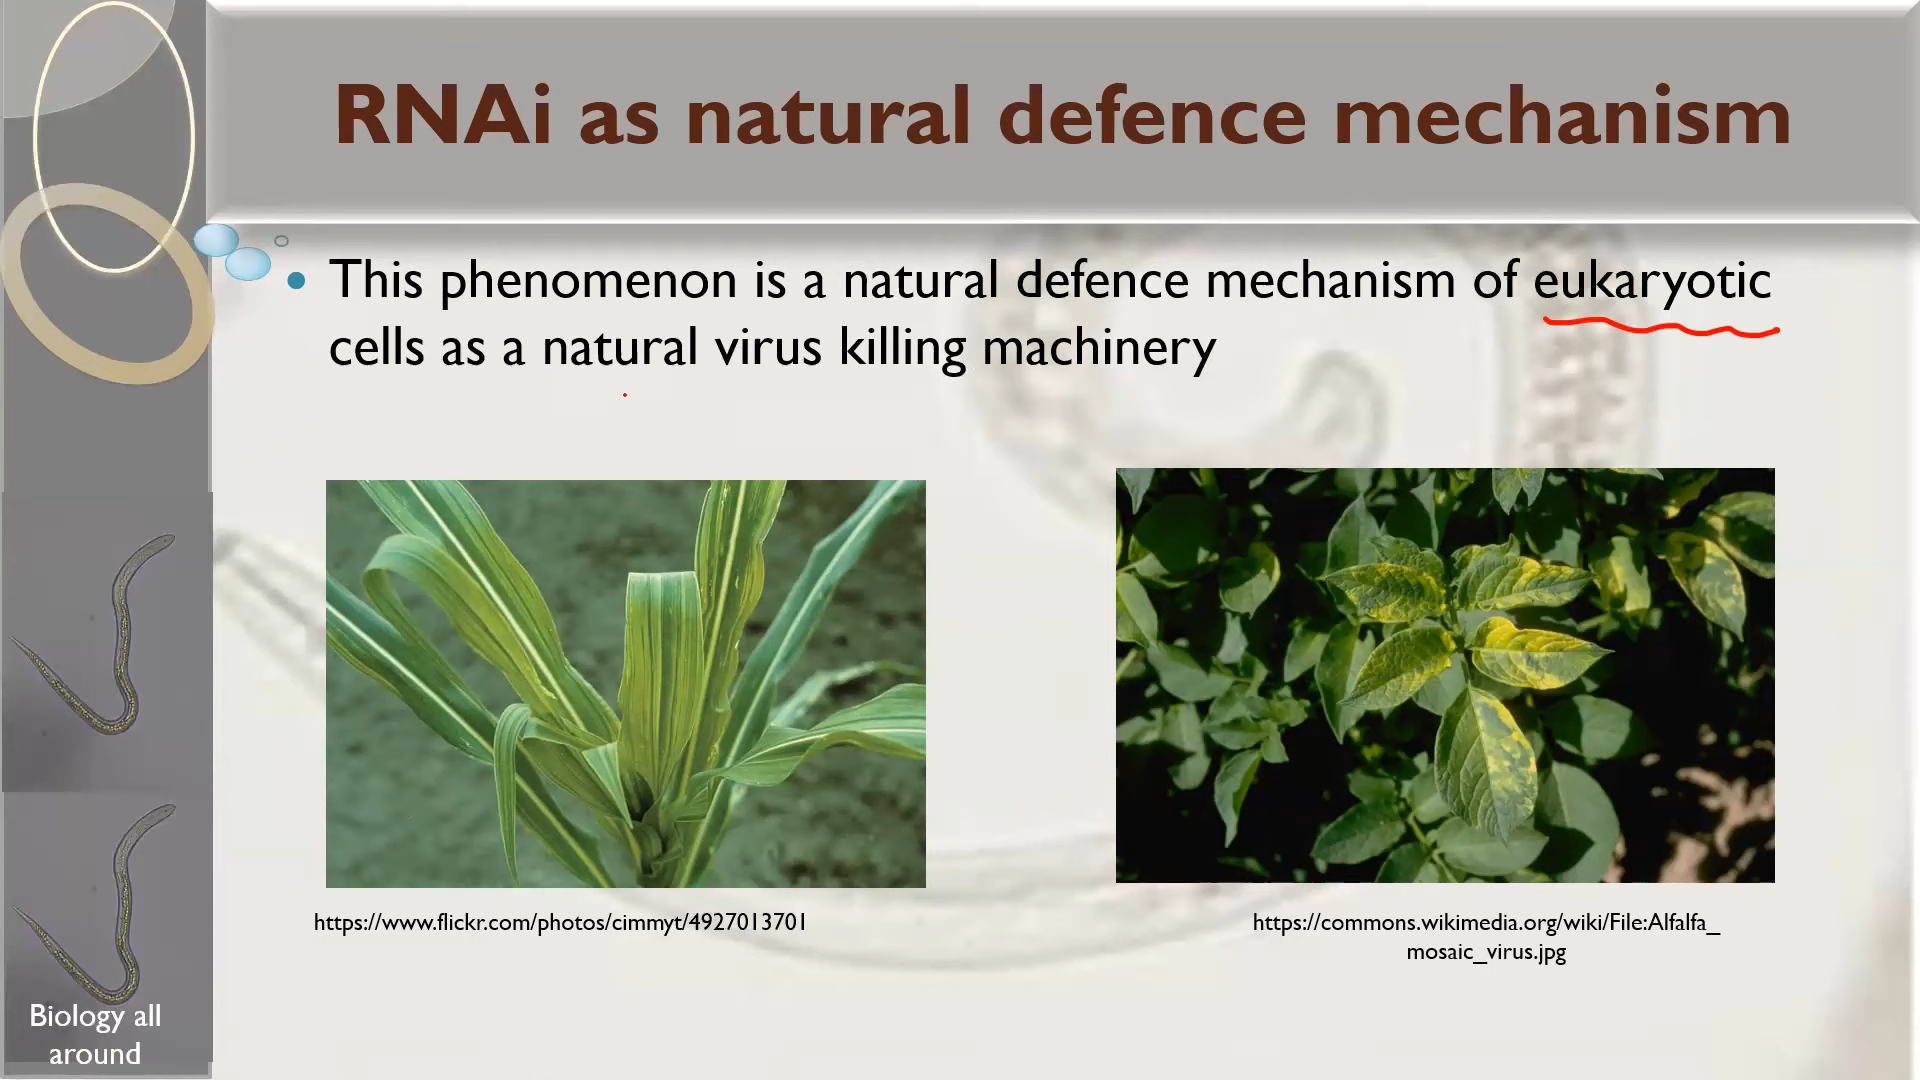 RNAi as natural defence mechanism
• This phenomenon is a natural defence mechanism of eukaryotic
cells as a natural virus killing machinery
https://www.flickr.com/photos/cimmyt/4927013701
https://commons.wikimedia.org/wiki/File:Alfalfa_
mosaic_virus.jpg
Biology all
around